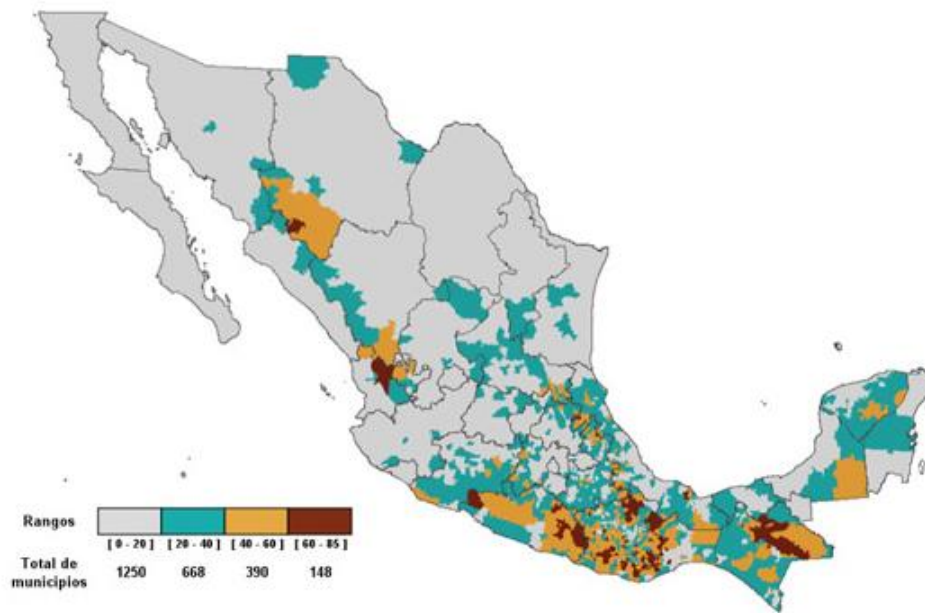 Rangos
[ 0 - 20 ] [ 20 - 40 ] [ 40 - 60 ] [ 60 - 85 ]
Total de
municipios
1250 668 390 148